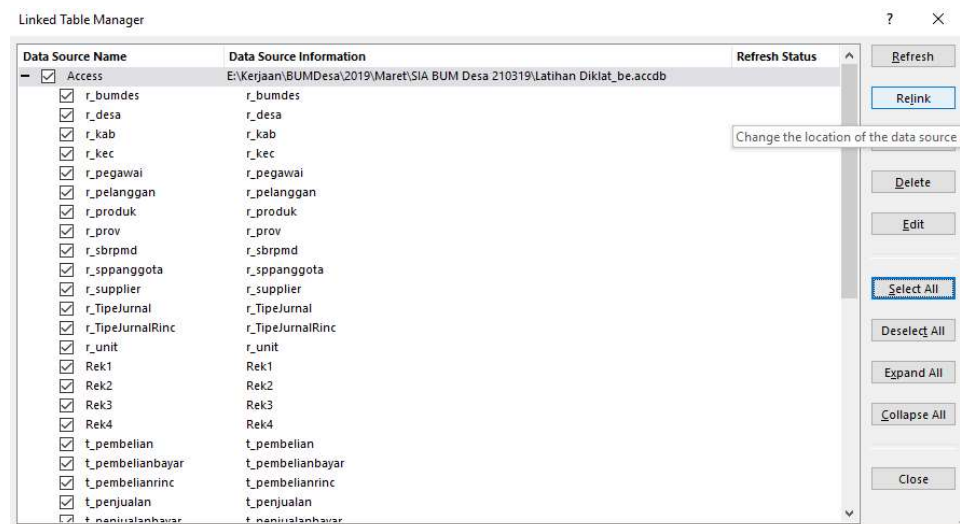 Linked Table Manager ? ×
Data Source Name Data Source Information Refresh Status Refresh
Access E:\Kerjaan\BUMDesa\2019\Maret\SIA BUM Desa 210319\Latihan Diklat_be.accdb
r_bumdes r_bumdes Relink
r_desa r_desa
r_kab r_kab Change the location of the data source
r_kec r_kec
r_pegawai r_pegawai Delete
r_pelanggan r_pelanggan
r_produk r_produk Edit
r_prov r_prov
r_sbrpmd r_sbrpmd
r_sppanggota r_sppanggota
r_supplier r_supplier Select All
r_TipeJurnal r_TipeJurnal
r_TipeJurnalRinc r_TipeJurnalRinc Deselect All
r_unit r_unit
Rek1 Rek1 Expand All
Rek2 Rek2
Rek3 Rek3 Collapse All
Rek4 Rek4
t_pembelian t_pembelian
t_pembelianbayar t_pembelianbayar
t_pembelianrinc t_pembelianrinc Close
t_penjualan t_penjualan
t_penjualanbayar t_penjualanbayar